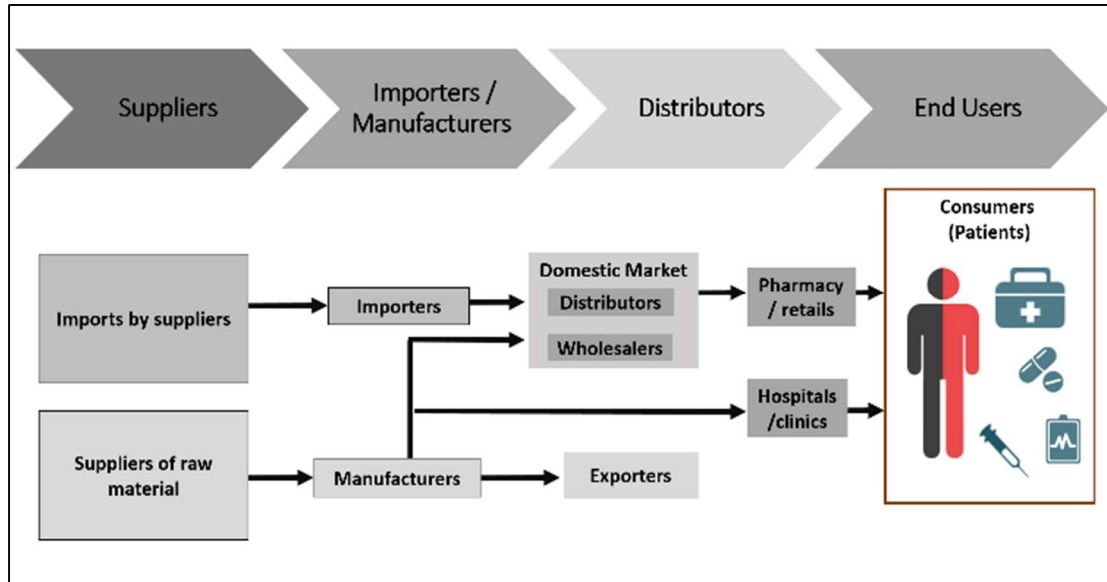 Suppliers
Importers /
Manufacturers
Distributors
End Users
Consumers
(Patients)
Imports by suppliers
Importers
Domestic Market
Distributors
Wholesalers
Pharmacy
/ retails
Hospitals
/clinics
Suppliers of raw
material
Manufacturers
Exporters